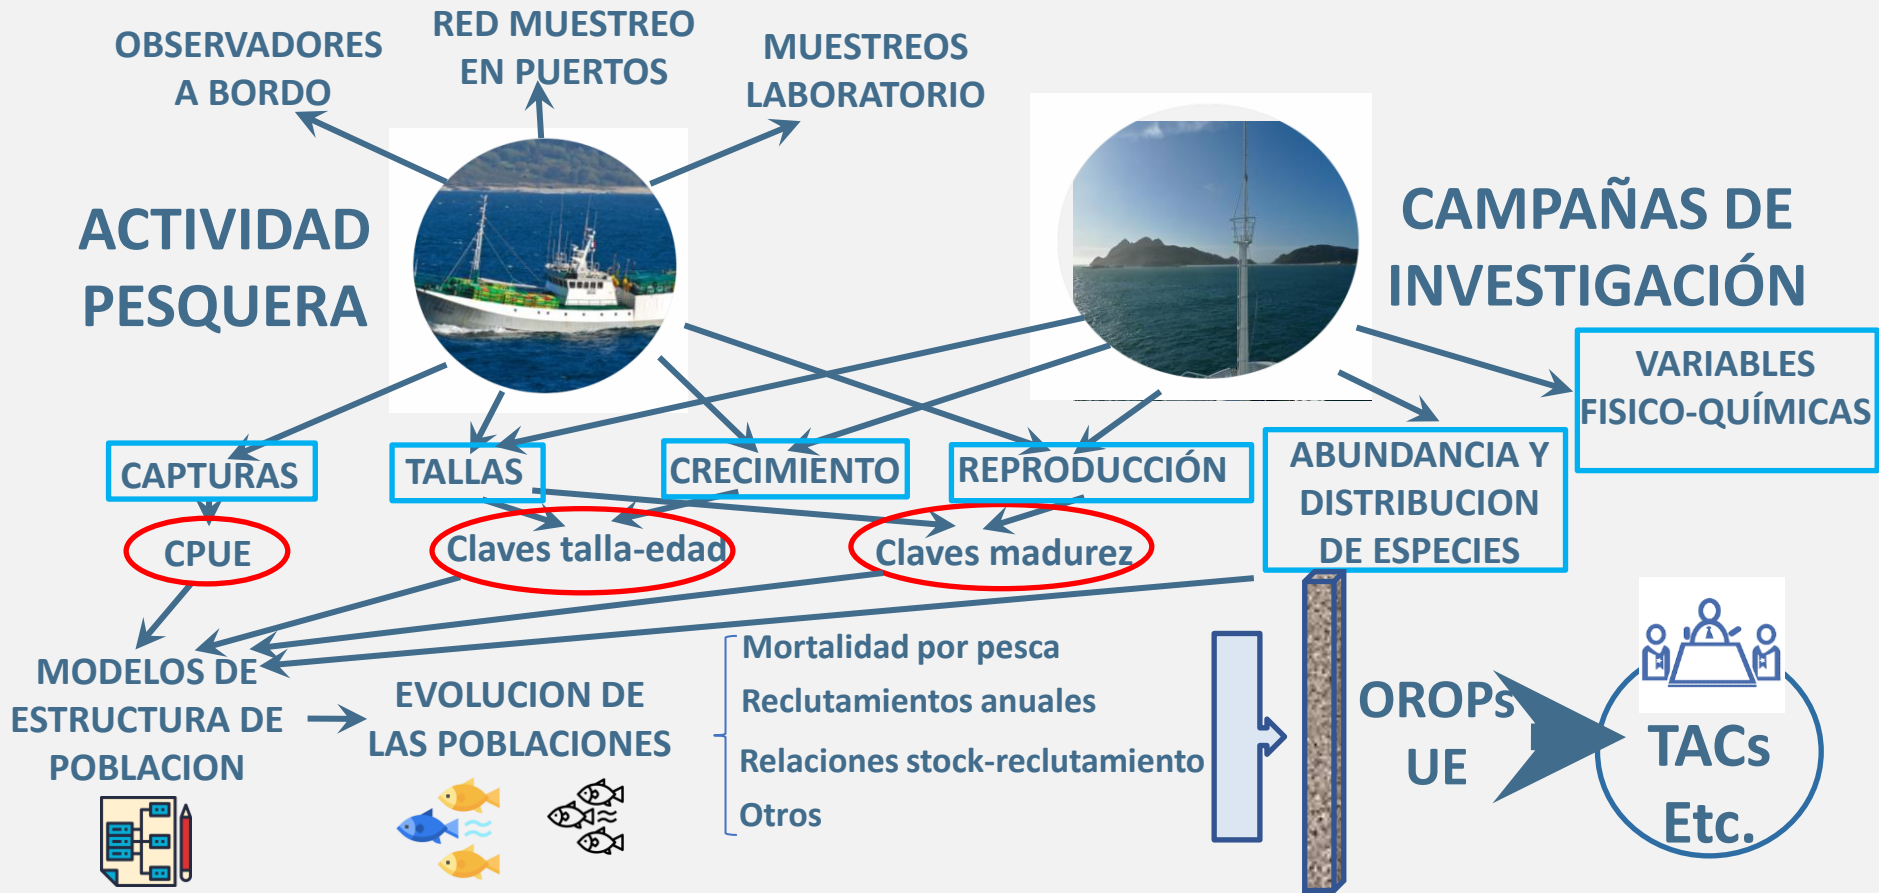 OBSERVADORES
A BORDO
RED MUESTREO
EN PUERTOS
MUESTREOS
LABORATORIO
ACTIVIDAD
PESQUERA
CAMPAÑAS DE
INVESTIGACIÓN
VARIABLES
FISICO-QUÍMICAS
CAPTURAS
TALLAS
CRECIMIENTO
REPRODUCCIÓN
ABUNDANCIA Y
DISTRIBUCION
DE ESPECIES
CPUE
Claves talla-edad
Claves madurez
MODELOS DE
ESTRUCTURA DE
POBLACION
EVOLUCION DE
LAS POBLACIONES
Mortalidad por pesca
Reclutamientos anuales
Relaciones stock-reclutamiento
Otros
OROPs
UE
TACs
Etc.